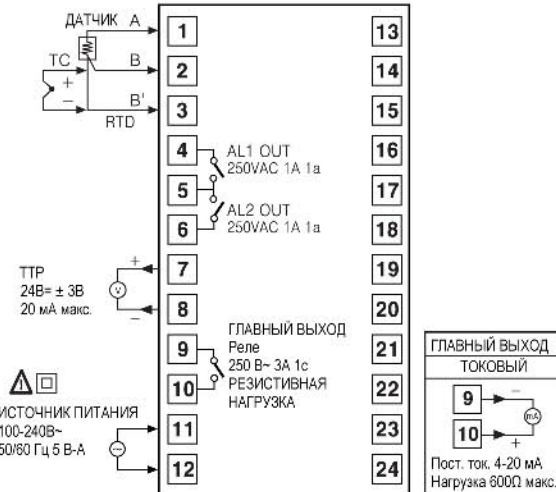 ДАТЧИК A
TC
+
−
B
B'
RTD
1
2
3
4
5
6
7
8
9
10
11
12
AL1 OUT
250VAC 1A 1a
AL2 OUT
250VAC 1A 1a
ТТР
24В= ± 3В
20 мА макс.
+
V
−
ГЛАВНЫЙ ВЫХОД
Реле
250 В~ 3А 1с
РЕЗИСТИВНАЯ
НАГРУЗКА
ИСТОЧНИК ПИТАНИЯ
100-240В~
50/60 Гц 5 В-А
13
14
15
16
17
18
19
20
21
22
23
24
ГЛАВНЫЙ ВЫХОД
ТОКОВЫЙ
9
−
mA
10
+
Пост. ток. 4-20 мА
Нагрузка 600Ω макс.